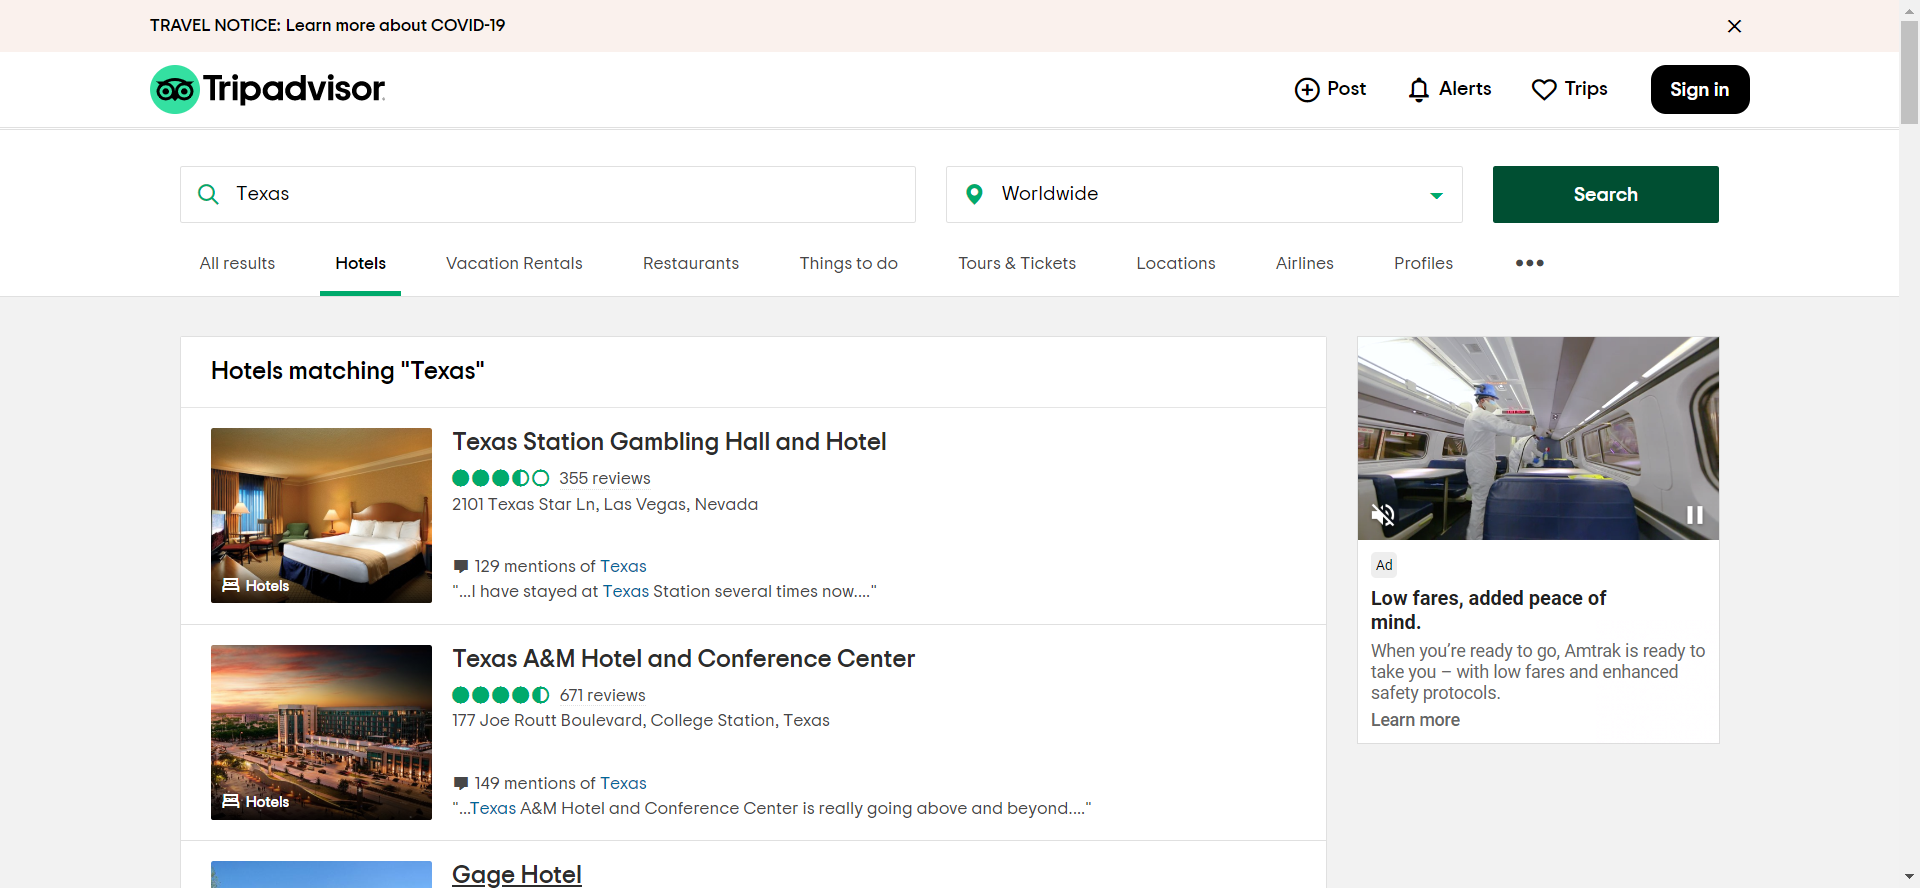 TRAVEL NOTICE: Learn more about COVID-19
Tripadvisor
Post
Alerts
Trips
Sign in
Texas
Worldwide
Search
All results
Hotels
Vacation Rentals
Restaurants
Things to do
Tours & Tickets
Locations
Airlines
Profiles
Hotels matching "Texas"
Texas Station Gambling Hall and Hotel
355 reviews
2101 Texas Star Ln, Las Vegas, Nevada
129 mentions of Texas
"...I have stayed at Texas Station several times now...."
Hotels
Texas A&M Hotel and Conference Center
671 reviews
177 Joe Routt Boulevard, College Station, Texas
149 mentions of Texas
"...Texas A&M Hotel and Conference Center is really going above and beyond...."
Hotels
Gage Hotel
Ad
Low fares, added peace of
mind.
When you’re ready to go, Amtrak is ready to
take you – with low fares and enhanced
safety protocols.
Learn more